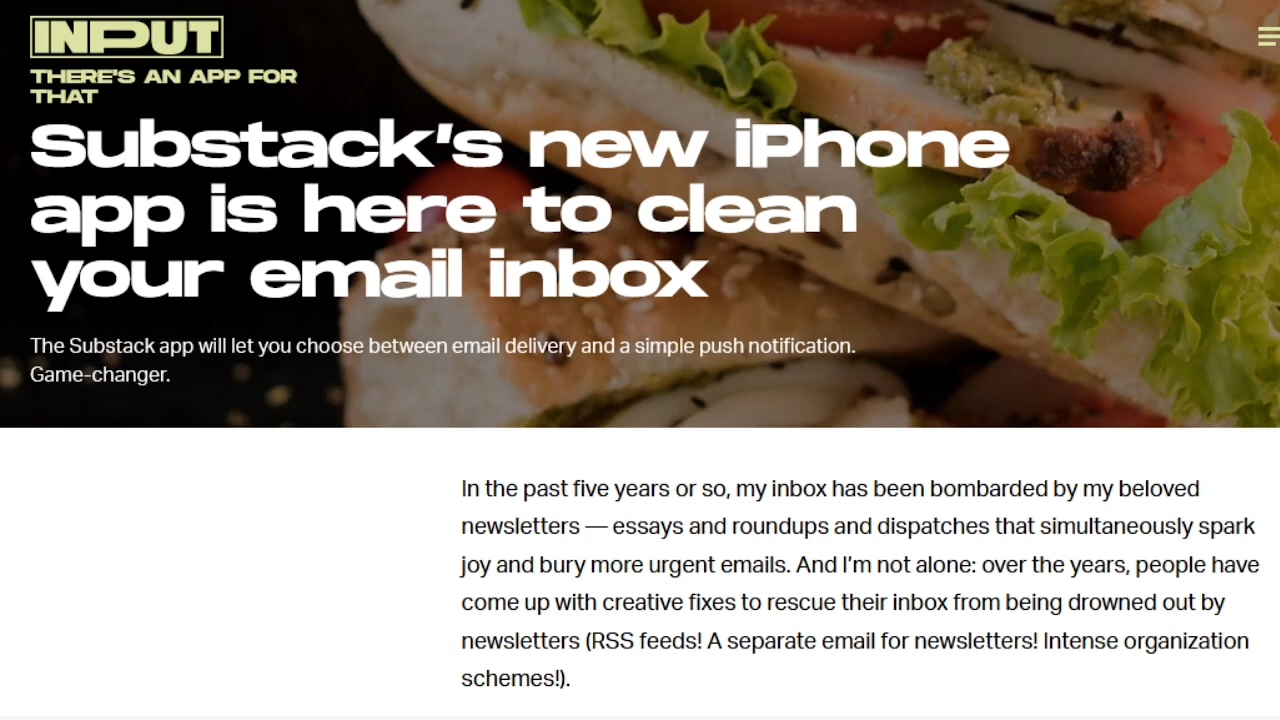 INPUT
THERE'S AN APP FOR
THAT
Substack's new iPhone
app is here to clean
your email inbox
The Substack app will let you choose between email delivery and a simple push notification.
Game-changer.
In the past five years or so, my inbox has been bombarded by my beloved
newsletters — essays and roundups and dispatches that simultaneously spark
joy and bury more urgent emails. And I’m not alone: over the years, people have
come up with creative fixes to rescue their inbox from being drowned out by
newsletters (RSS feeds! A separate email for newsletters! Intense organization
schemes!).